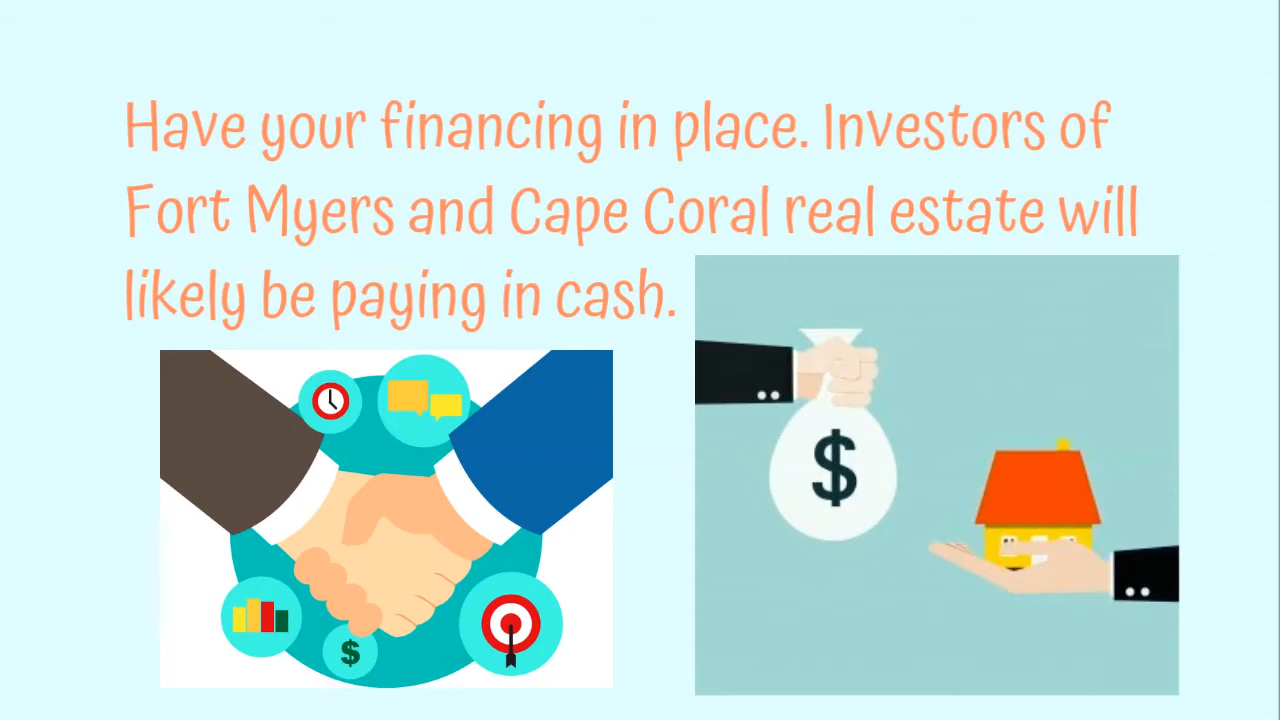 Have your financing in place. Investors of
Fort Myers and Cape Coral real estate will
likely be paying in cash.
$
$